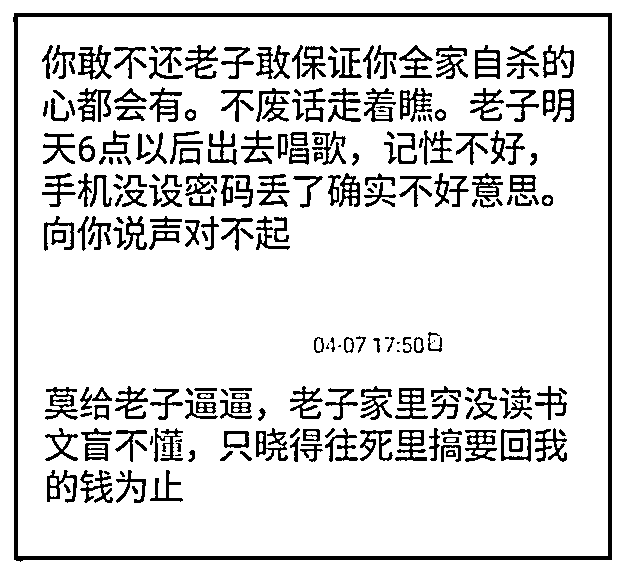 你敢不还老子敢保证你全家自杀的
心都会有。不废话走着瞧。老子明
天6点以后出去唱歌，记性不好，
手机没设密码丢了确实不好意思。
向你说声对不起
04-07 17:50
莫给老子逼逼，老子家里穷没读书
文盲不懂，只晓得往死里搞要回我
的钱为止